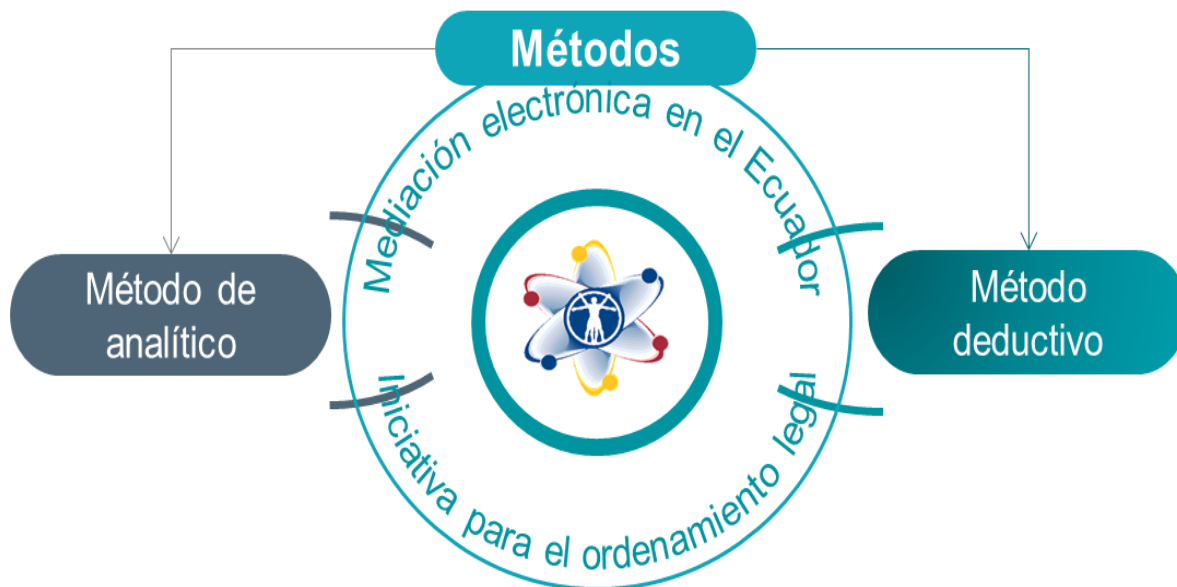 Métodos
Mediación electrónica en el Ecuador
Método de
analítico
Método
deductivo
Iniciativa para el ordenamiento legal